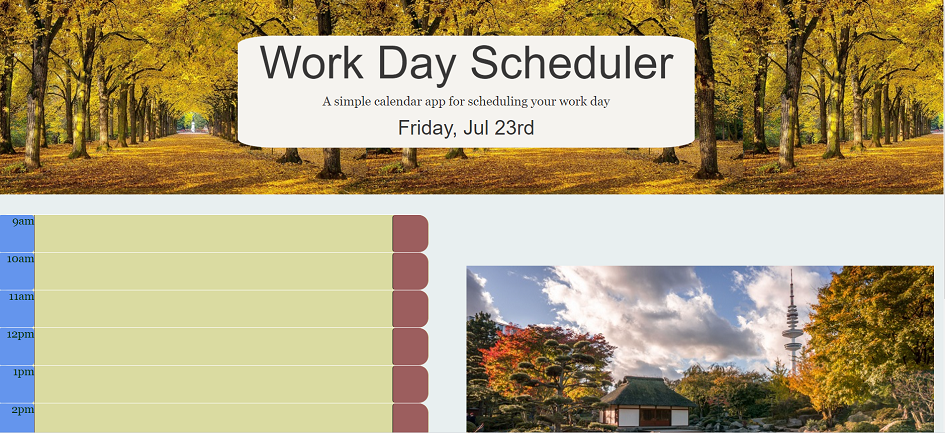 Work Day Scheduler
A simple calendar app for scheduling your work day
Friday, Jul 23rd
9am
10am
11am
12pm
1pm
2pm